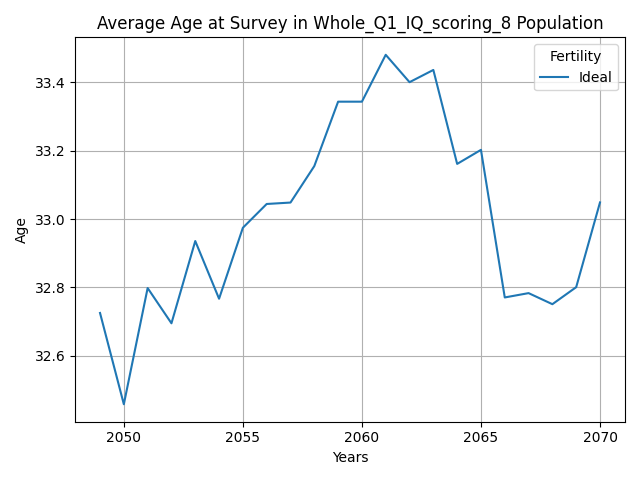 Average Age at Survey in Whole_Q1_IQ_scoring_8 Population
Fertility
Ideal
33.4
33.2
33.0
32.8
32.6
Age
2050
2055
2060
2065
2070
Years